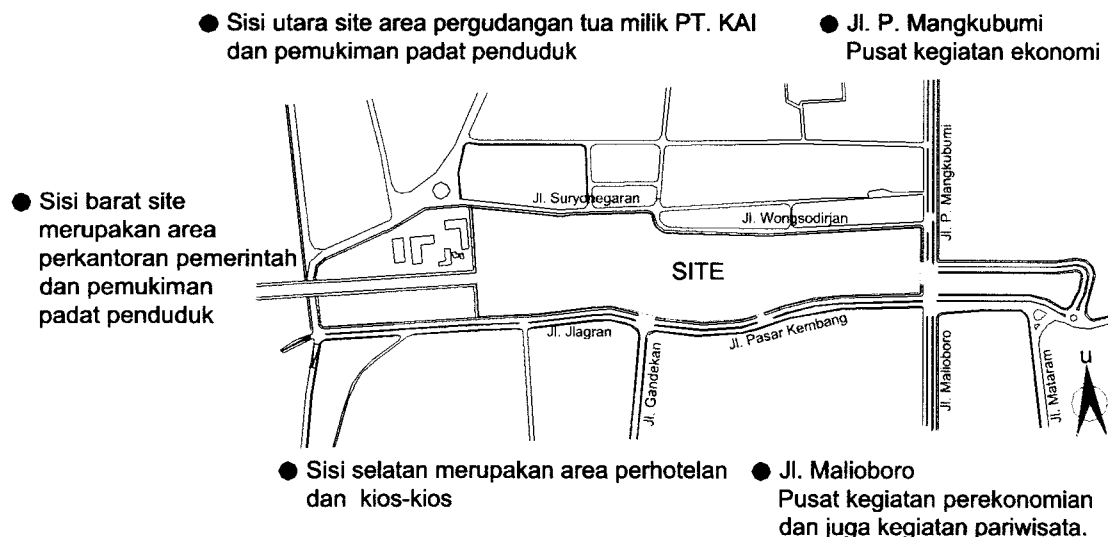 Sisi utara site area pergudangan tua milik PT. KAI
dan pemukiman padat penduduk
Jl. P. Mangkubumi
Pusat kegiatan ekonomi
Sisi barat site
merupakan area
perkantoran pemerintah
dan pemukiman
padat penduduk
Jl. Suryonegaran
Jl. Wongsodirjan
Jl. P. Mangkubumi
SITE
Jl. Jlagran
Jl. Pasar Kembang
Jl. Gandekan
Jl. Malioboro
Jl. Mataram
u
Sisi selatan merupakan area perhotelan
dan kios-kios
Jl. Malioboro
Pusat kegiatan perekonomian
dan juga kegiatan pariwisata.